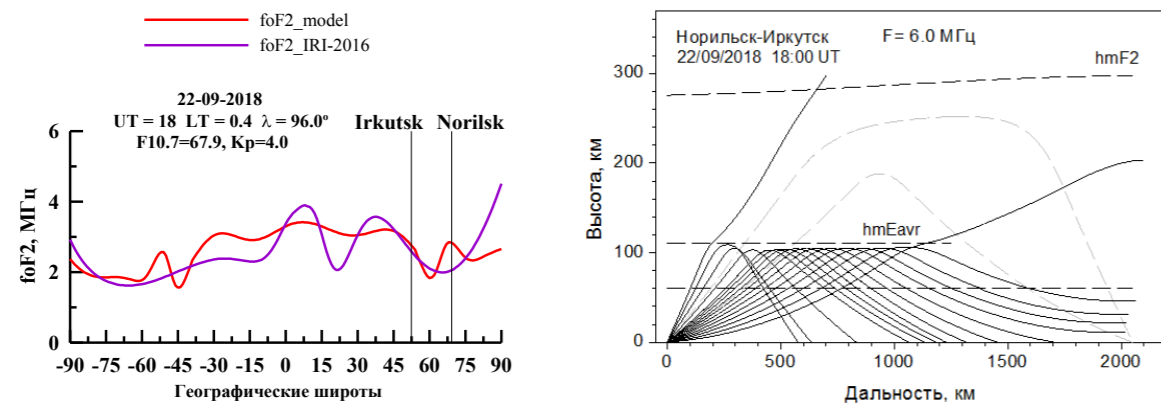 foF2_model
foF2_IRI-2016
22-09-2018
UT = 18 LT = 0.4 λ = 96.0º
F10.7=67.9, Kp=4.0
Irkutsk Norilsk
6
4
2
0
foF2, МГц
-90 -75 -60 -45 -30 -15 0 15 30 45 60 75 90
Географические широты
Норильск-Иркутск F= 6.0 МГц
22/09/2018 18:00 UT
hmF2
hmEavr
300
200
100
0
Высота, км
0 500 1000 1500 2000
Дальность, км